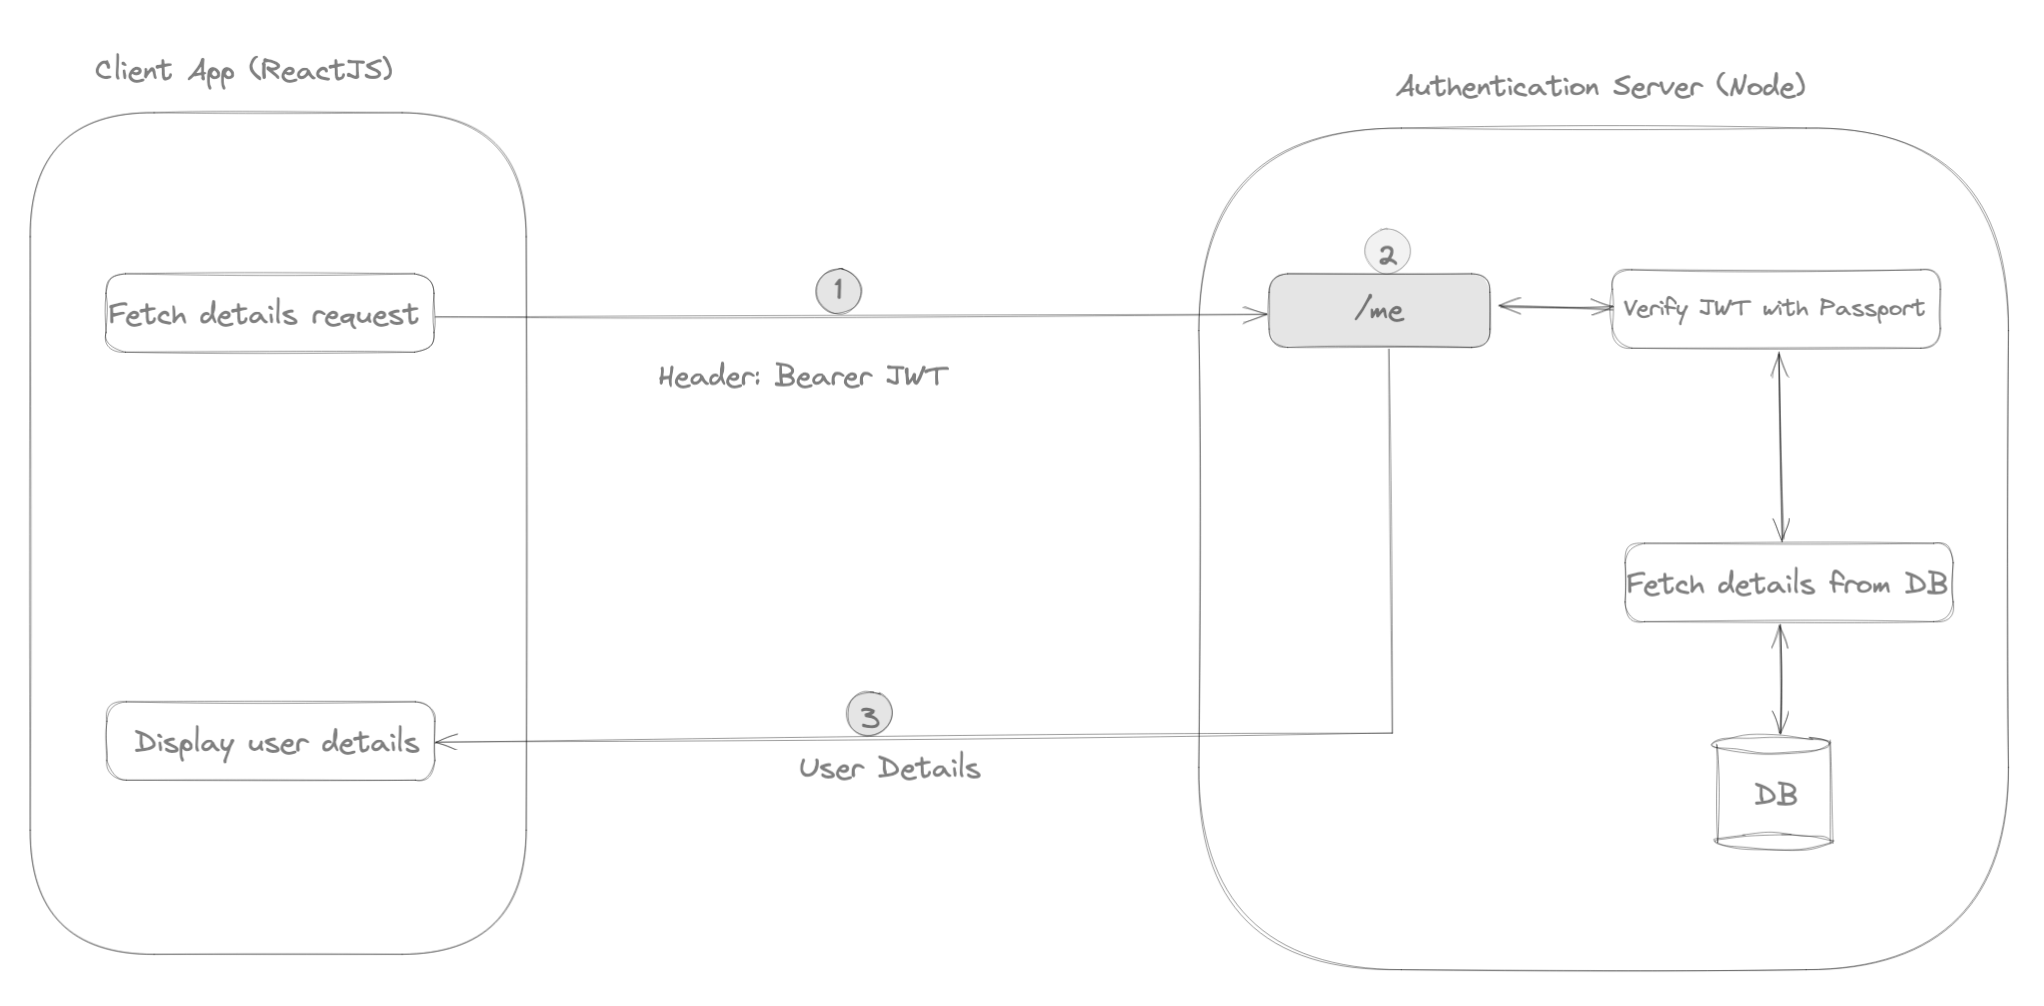 Client App (ReactJS)
Authentication Server (Node)
1
2
Fetch details request
/me
Verify JWT with Passport
Header: Bearer JWT
Fetch details from DB
3
Display user details
User Details
DB